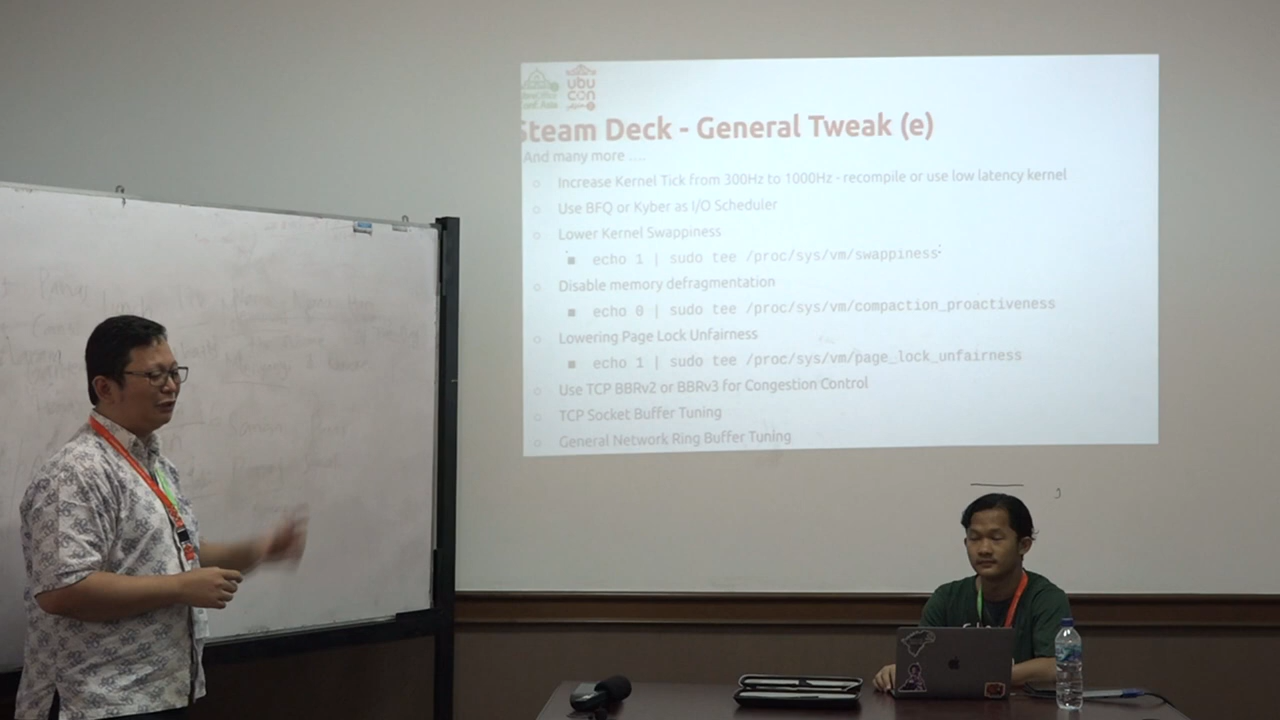 ubu
con
Steam Deck - General Tweak (e)
And many more ....
Increase Kernel Tick from 300Hz to 1000Hz - recompile or use low latency kernel
Use BFQ or Kyber as I/O Scheduler
Lower Kernel Swappiness
echo 1 | sudo tee /proc/sys/vm/swappiness
Disable memory defragmentation
echo 0 | sudo tee /proc/sys/vm/compaction_proactiveness
Lowering Page Lock Unfairness
echo 1 | sudo tee /proc/sys/vm/page_lock_unfairness
Use TCP BBRv2 or BBRv3 for Congestion Control
TCP Socket Buffer Tuning
General Network Ring Buffer Tuning